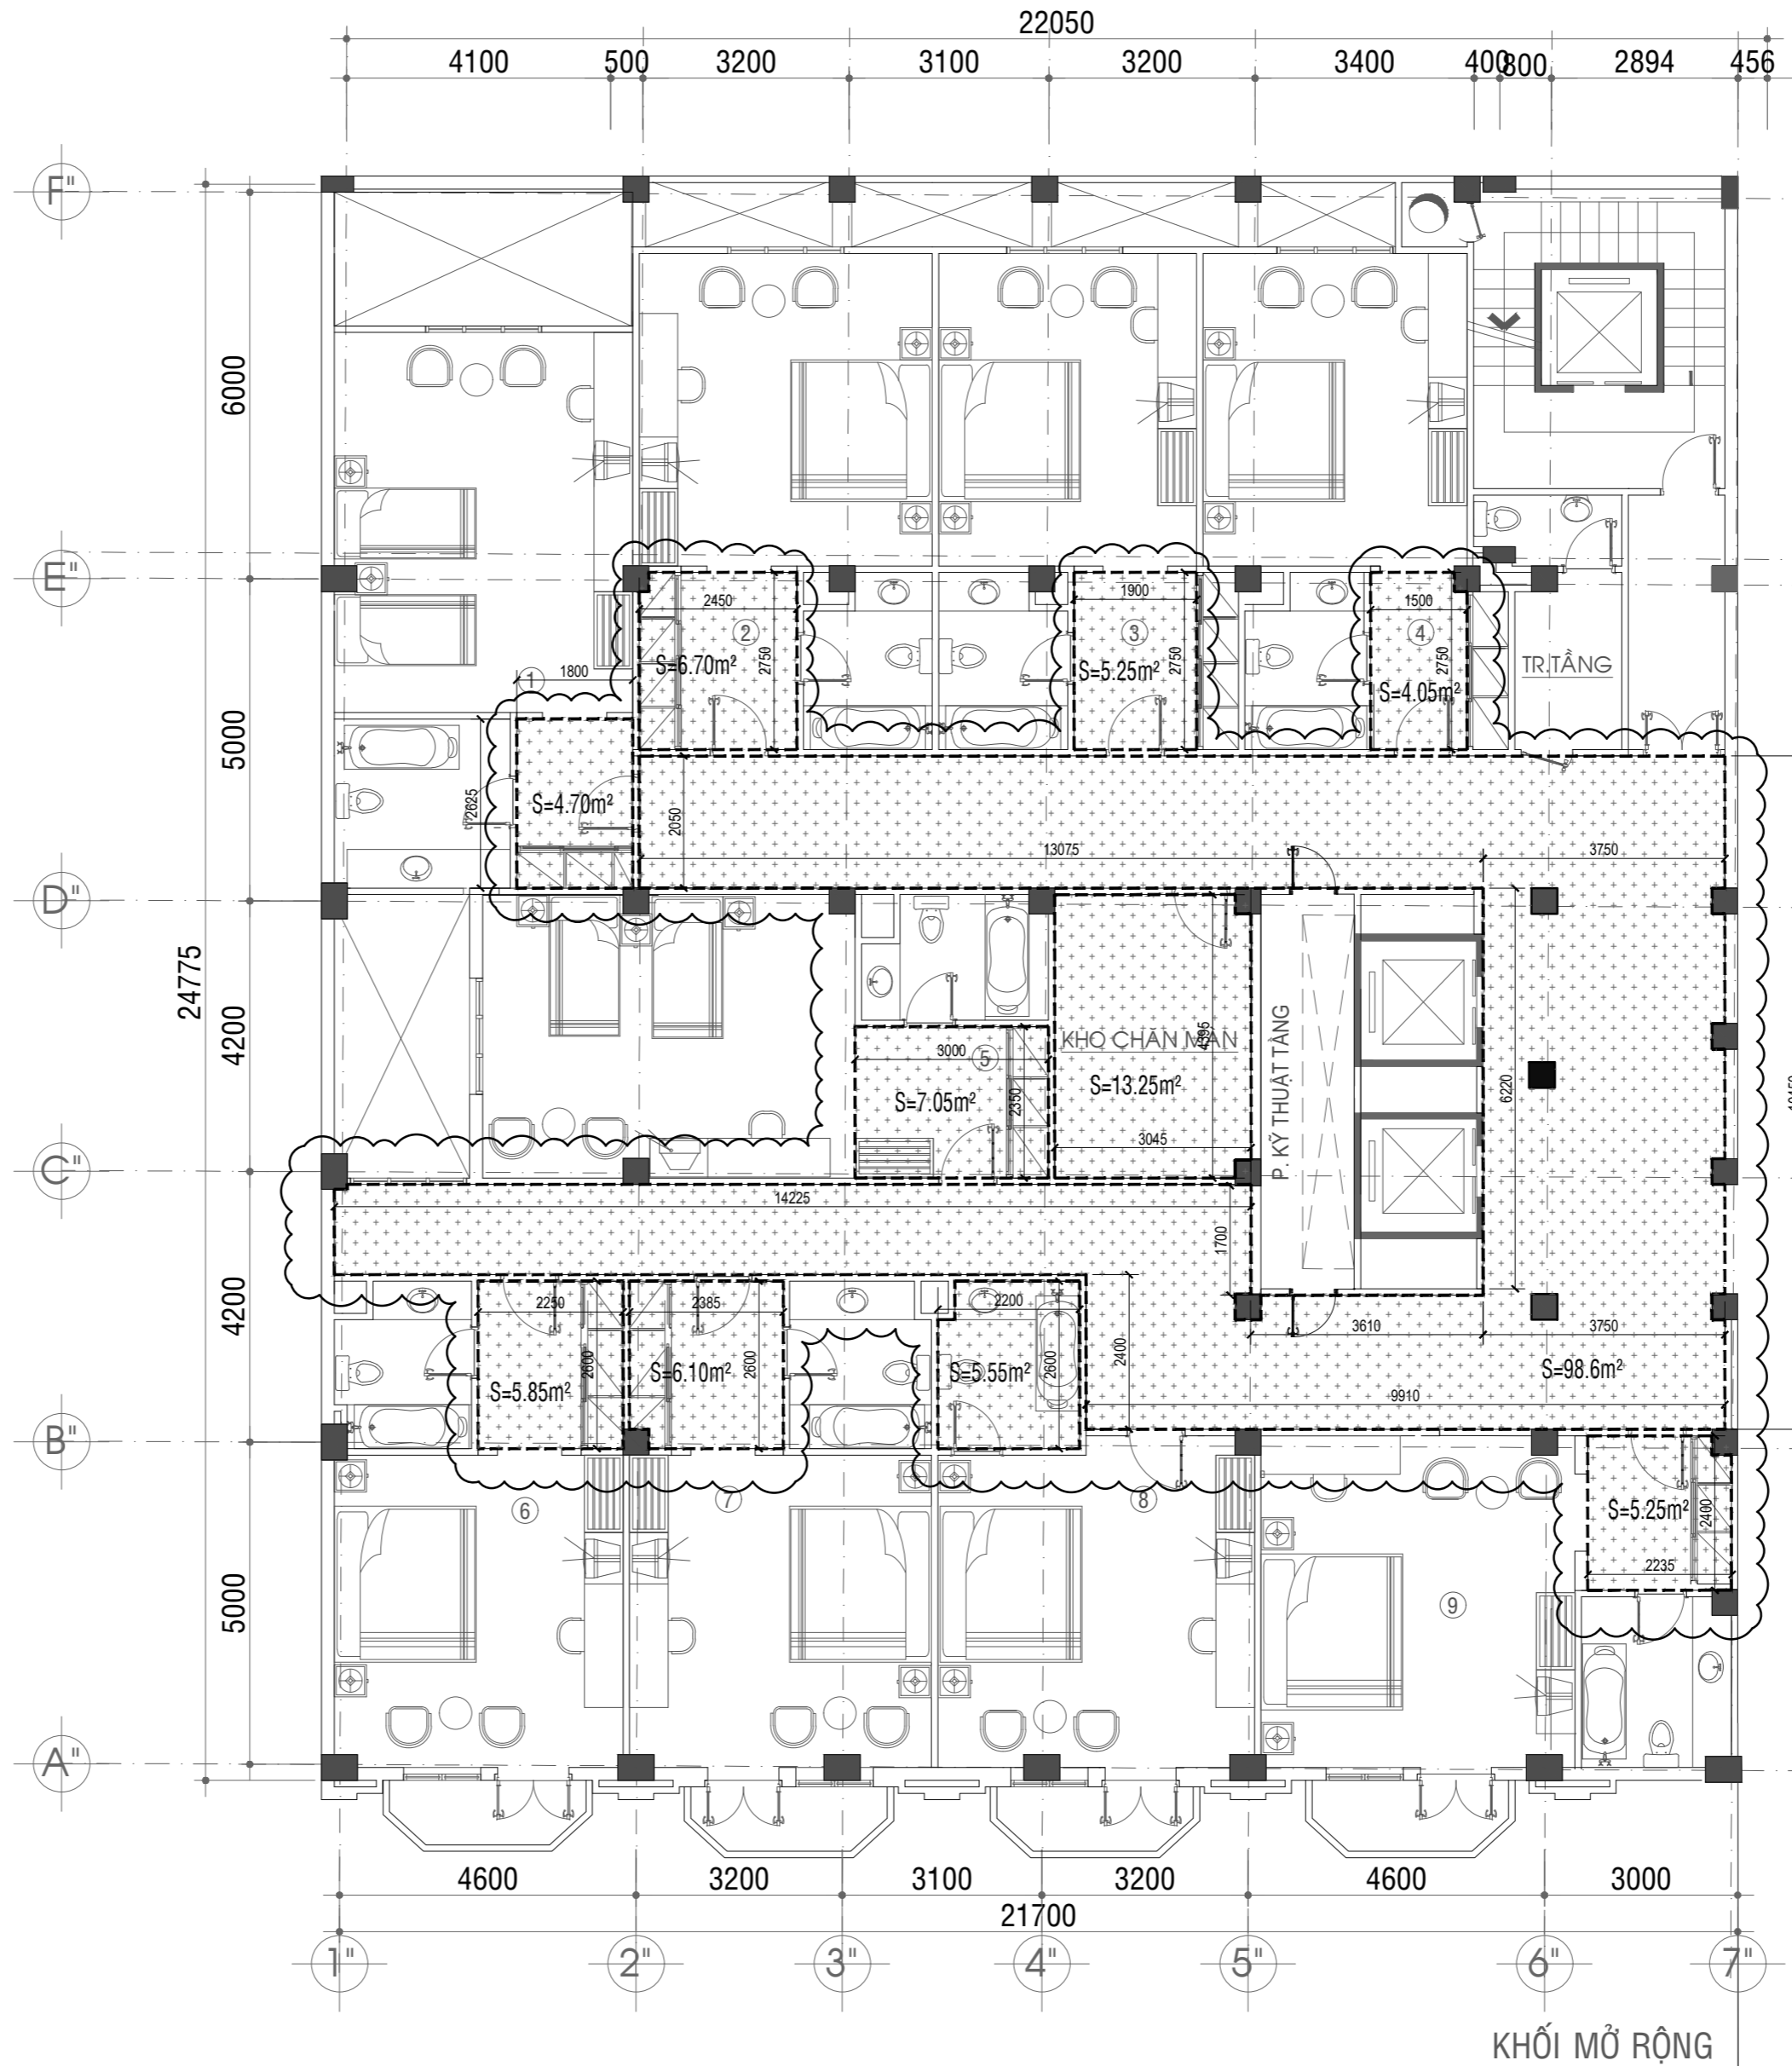 22050
4100 500 3200 3100 3200 3400 400 800 2894 456
F"
6000
E"
2450
2
S=6.70m²
2750
1900
3
S=5.25m²
2750
1500
4
S=4.05m²
2750
TR.TẦNG
1
1800
5000
S=4.70m²
2625
2050
13075
3750
D"
24775
4200
KHO CHĂN MÀN
4395
S=13.25m²
3045
3000
5
S=7.05m²
2350
P. KỸ THUẬT TẦNG
6220
C"
14225
1700
4200
2250
2600
S=5.85m²
2385
S=6.10m²
2600
2200
S=5.55m²
2600
2400
3610
3750
S=98.6m²
9910
B"
6
7
8
S=5.25m²
2400
2235
9
5000
A"
4600 3200 3100 3200 4600 3000
21700
1" 2" 3" 4" 5" 6" 7"
KHỐI MỞ RỘNG